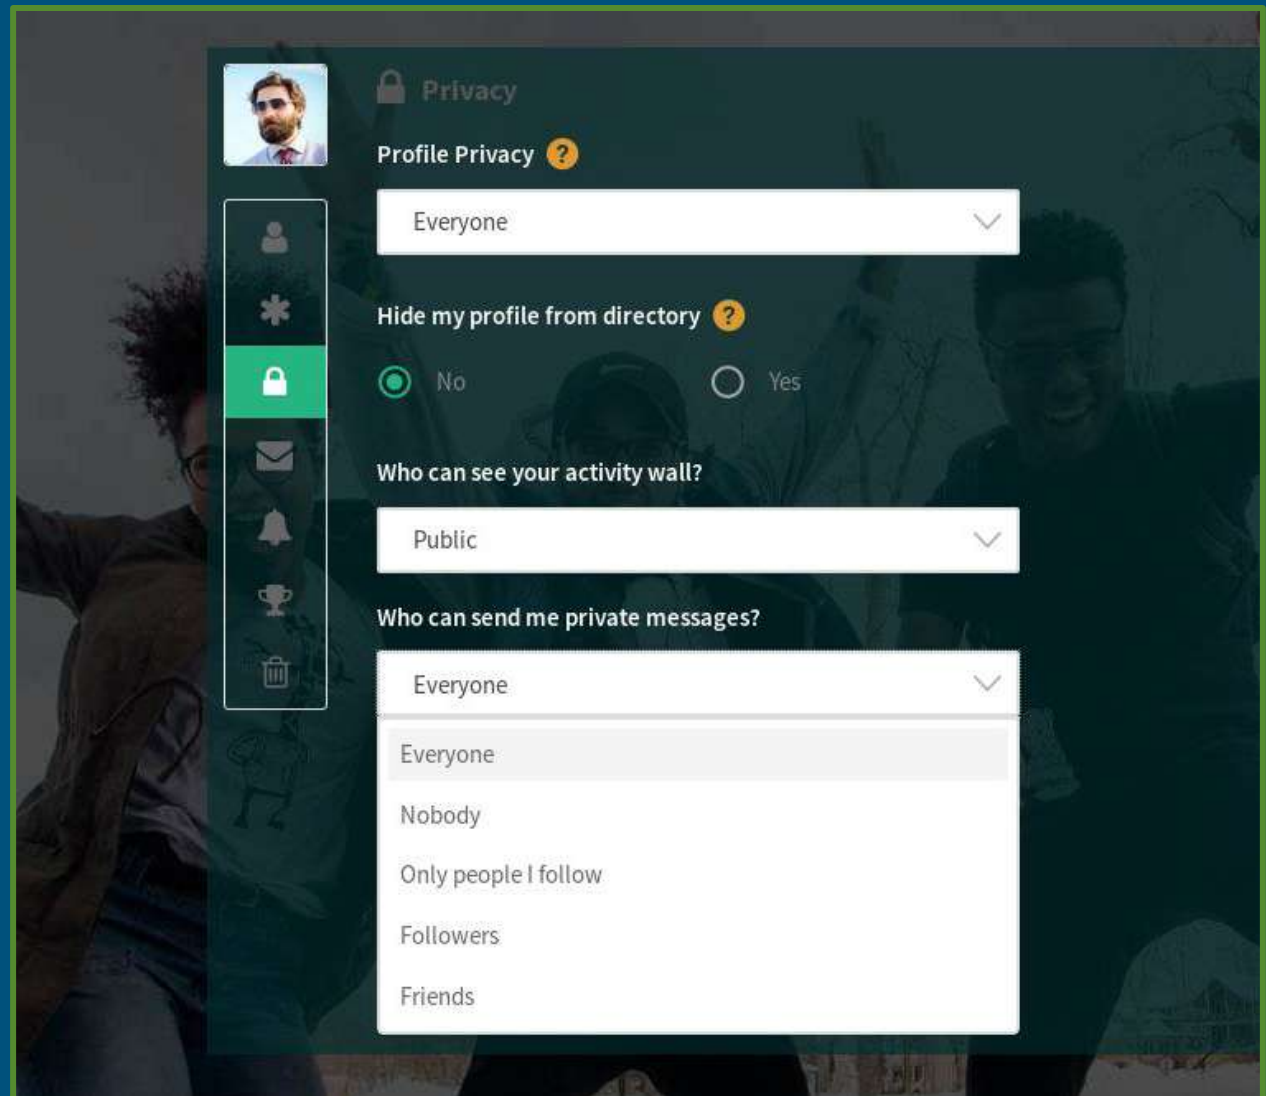 Privacy
Profile Privacy ?
Everyone
Hide my profile from directory ?
No Yes
Who can see your activity wall?
Public
Who can send me private messages?
Everyone
Everyone
Nobody
Only people I follow
Followers
Friends